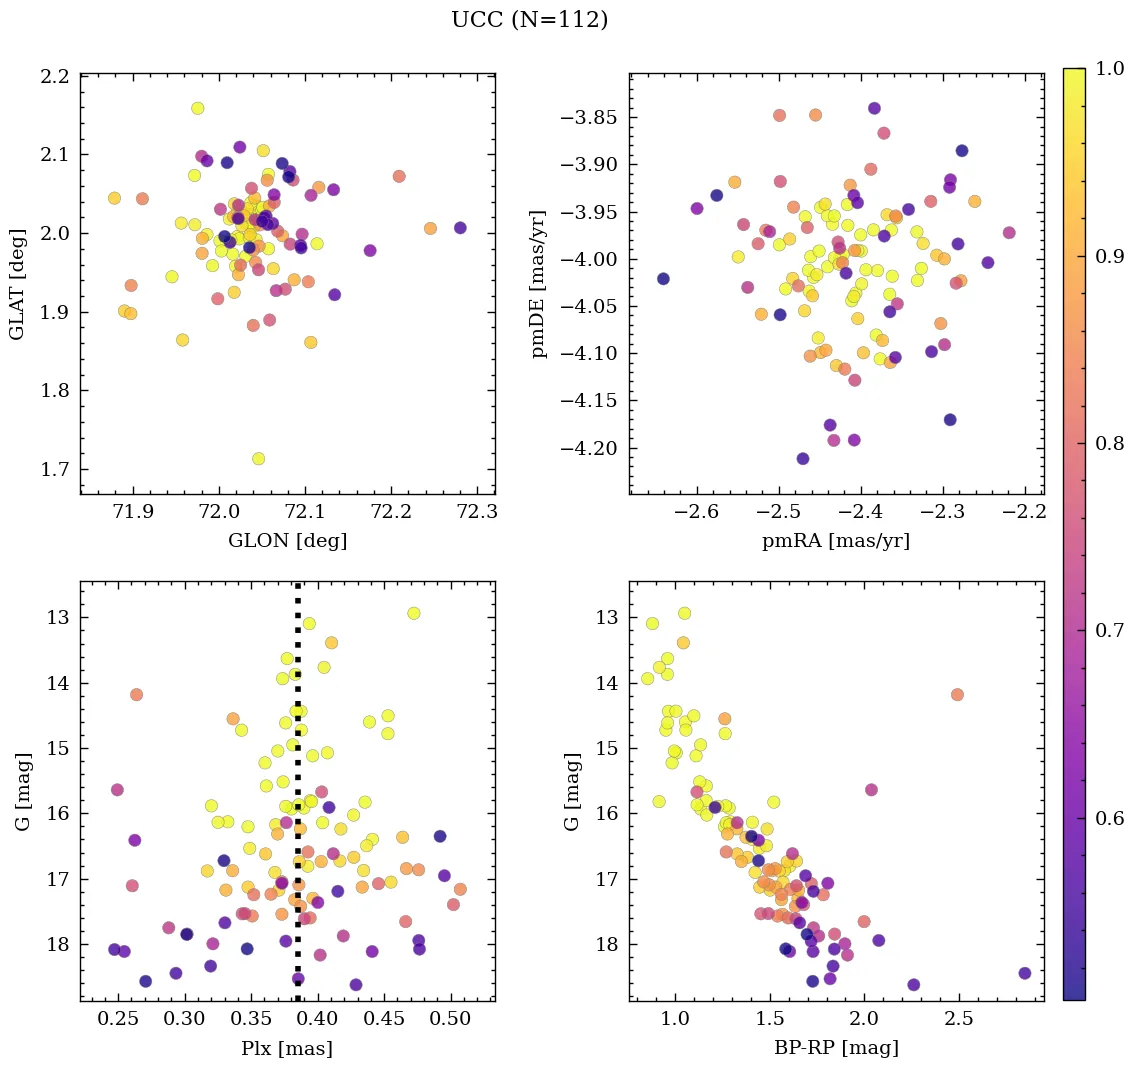 UCC (N=112)
2.2
2.1
2.0
1.9
1.8
1.7
GLAT [deg]
71.9 72.0 72.1 72.2 72.3
GLON [deg]
−3.85
−3.90
−3.95
−4.00
−4.05
−4.10
−4.15
−4.20
pmDE [mas/yr]
−2.6 −2.5 −2.4 −2.3 −2.2
pmRA [mas/yr]
13
14
15
16
17
18
G [mag]
0.25 0.30 0.35 0.40 0.45 0.50
Plx [mas]
13
14
15
16
17
18
G [mag]
1.0 1.5 2.0 2.5
BP-RP [mag]
1.0
0.9
0.8
0.7
0.6